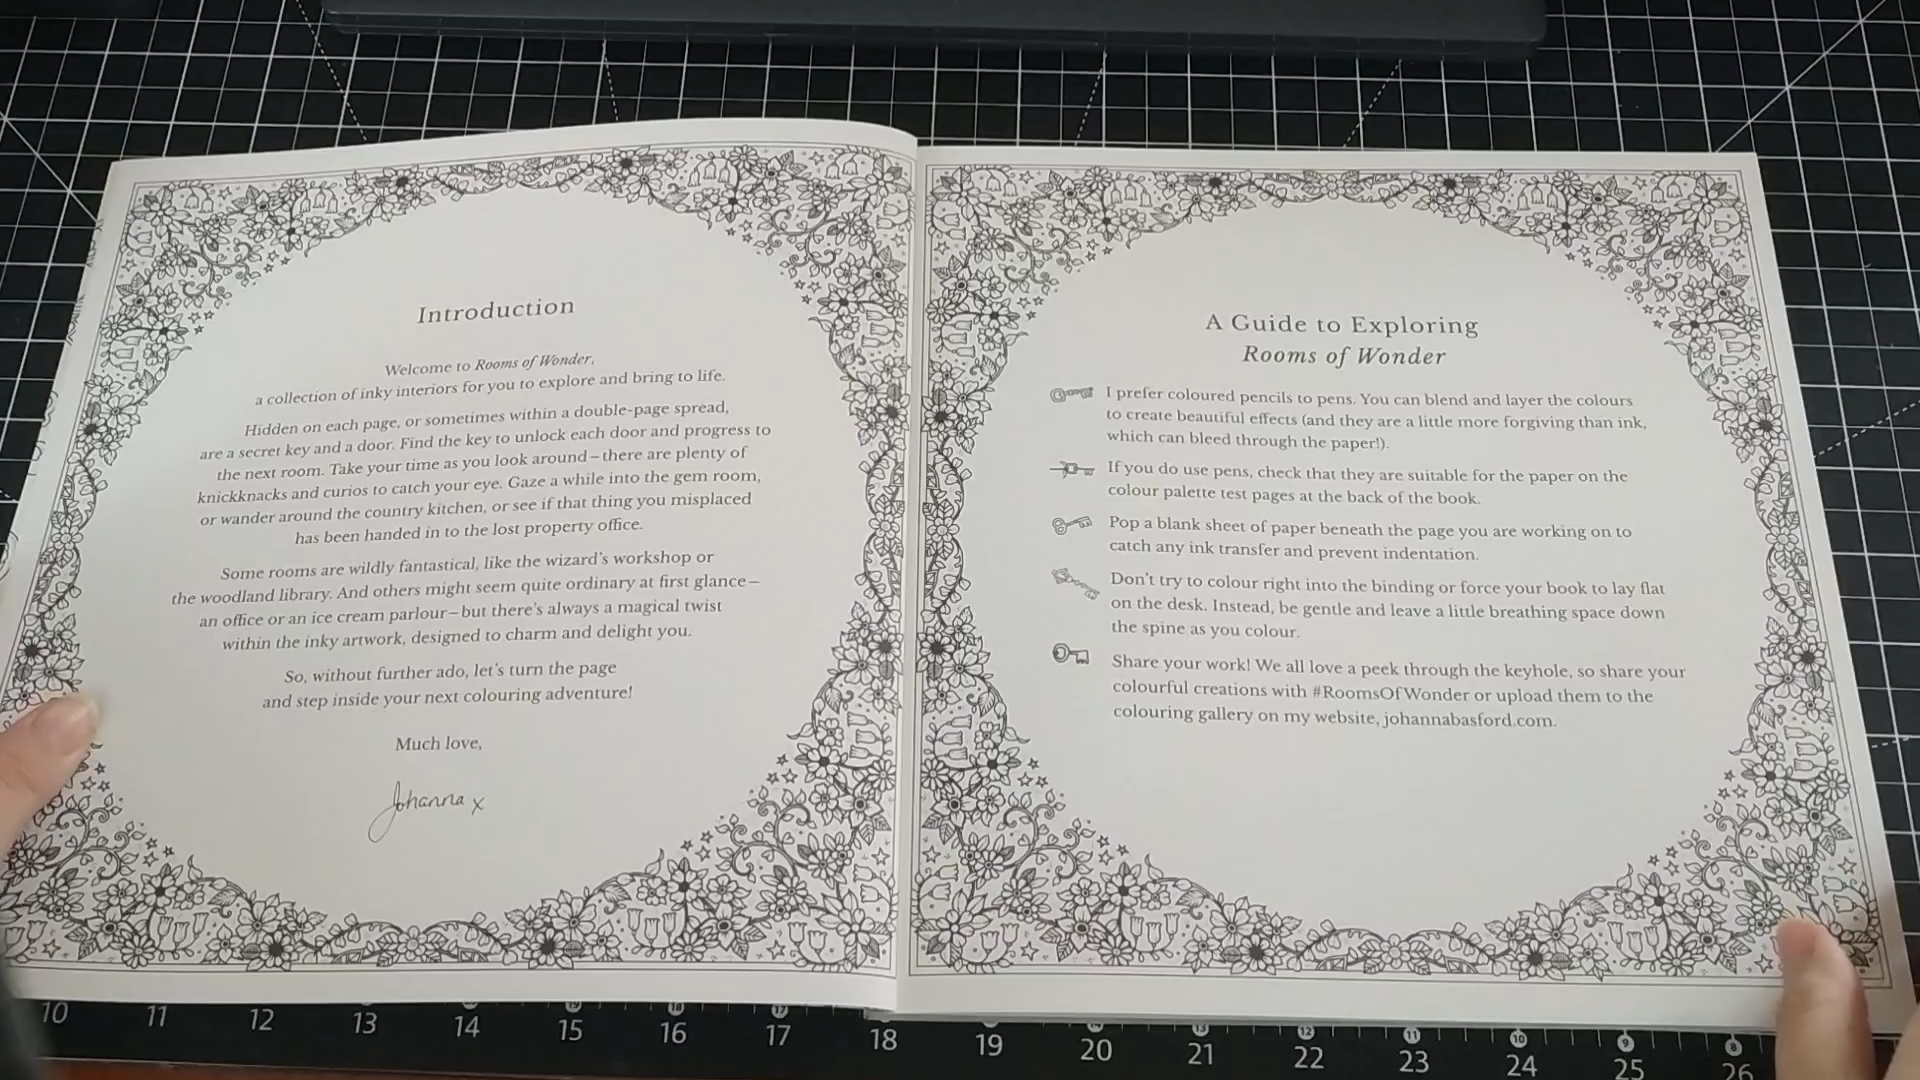 Introduction
Welcome to Rooms of Wonder,
a collection of inky interiors for you to explore and bring to life.
Hidden on each page, or sometimes within a double-page spread,
are a secret key and a door. Find the key to unlock each door and progress to
the next room. Take your time as you look around—there are plenty of
knickknacks and curios to catch your eye. Gaze a while into the gem room,
or wander around the country kitchen, or see if that thing you misplaced
has been handed in to the lost property office.
Some rooms are wildly fantastical, like the wizard's workshop or
the woodland library. And others might seem quite ordinary at first glance—
an office or an ice cream parlour—but there's always a magical twist
within the inky artwork, designed to charm and delight you.
So, without further ado, let's turn the page
and step inside your next colouring adventure!
Much love,
Johanna x
A Guide to Exploring
Rooms of Wonder
I prefer coloured pencils to pens. You can blend and layer the colours
to create beautiful effects (and they are a little more forgiving than ink,
which can bleed through the paper!).
If you do use pens, check that they are suitable for the paper on the
colour palette test pages at the back of the book.
Pop a blank sheet of paper beneath the page you are working on to
catch any ink transfer and prevent indentation.
Don't try to colour right into the binding or force your book to lay flat
on the desk. Instead, be gentle and leave a little breathing space down
the spine as you colour.
Share your work! We all love a peek through the keyhole, so share your
colourful creations with #RoomsOfWonder or upload them to the
colouring gallery on my website, johannabasford.com.
12 11 10 9 8
10 11 12 13 14 15 16 17 18 19 20 21 22 23 24 25 26